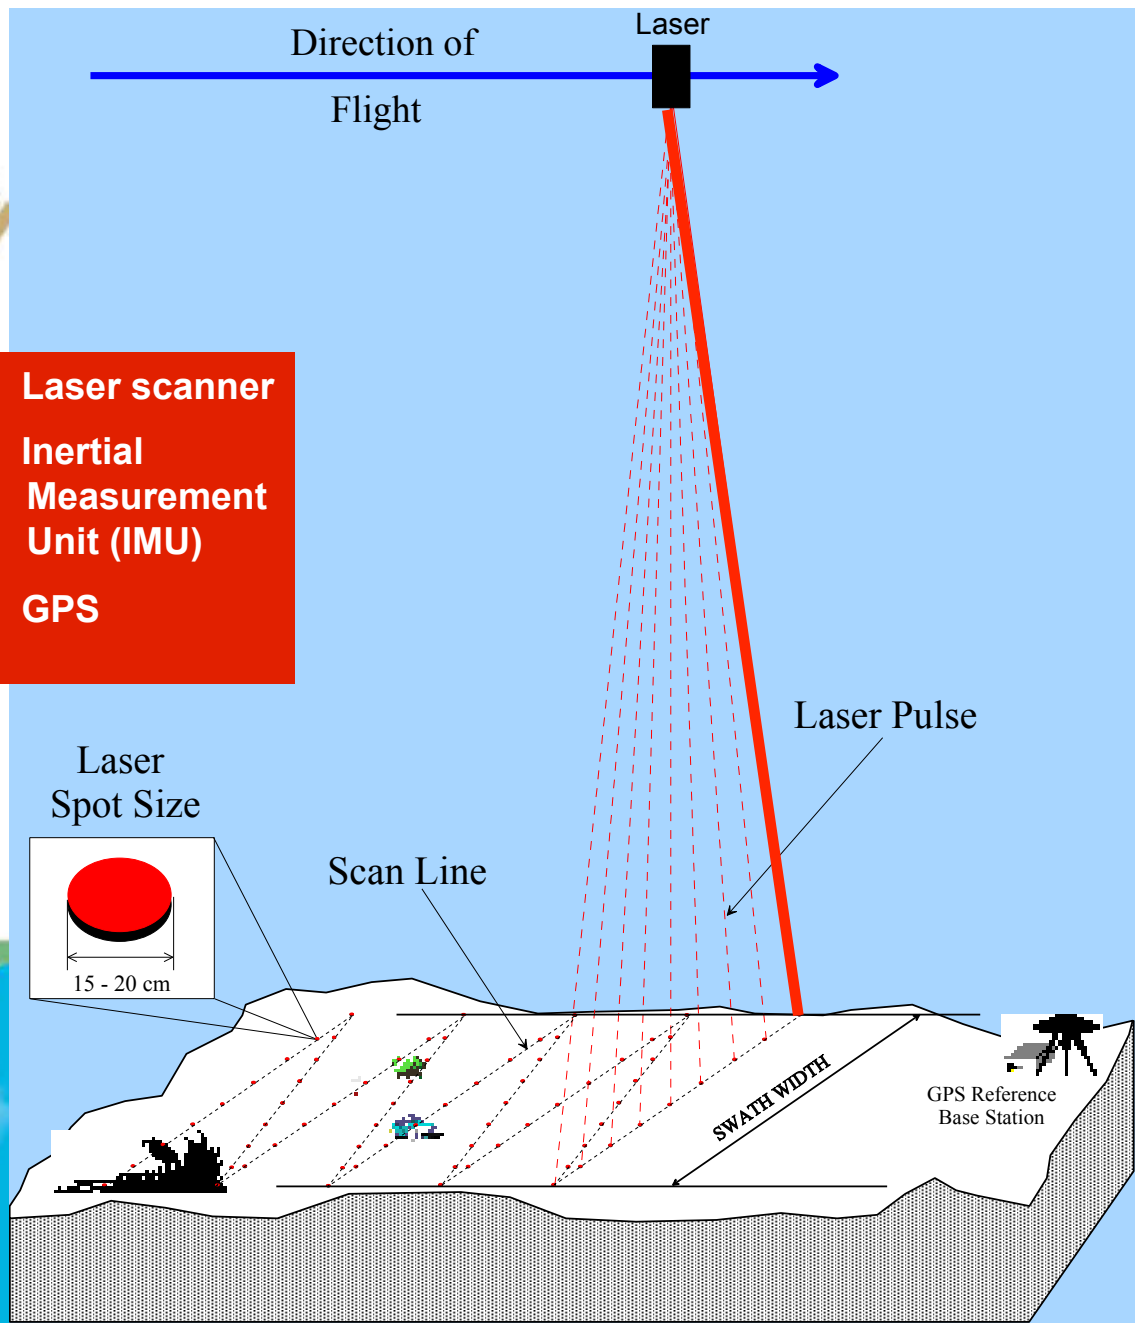 Laser
Direction of
Flight
Laser scanner
Inertial
Measurement
Unit (IMU)
GPS
Laser Pulse
Laser
Spot Size
Scan Line
15 - 20 cm
SWATH WIDTH
GPS Reference
Base Station